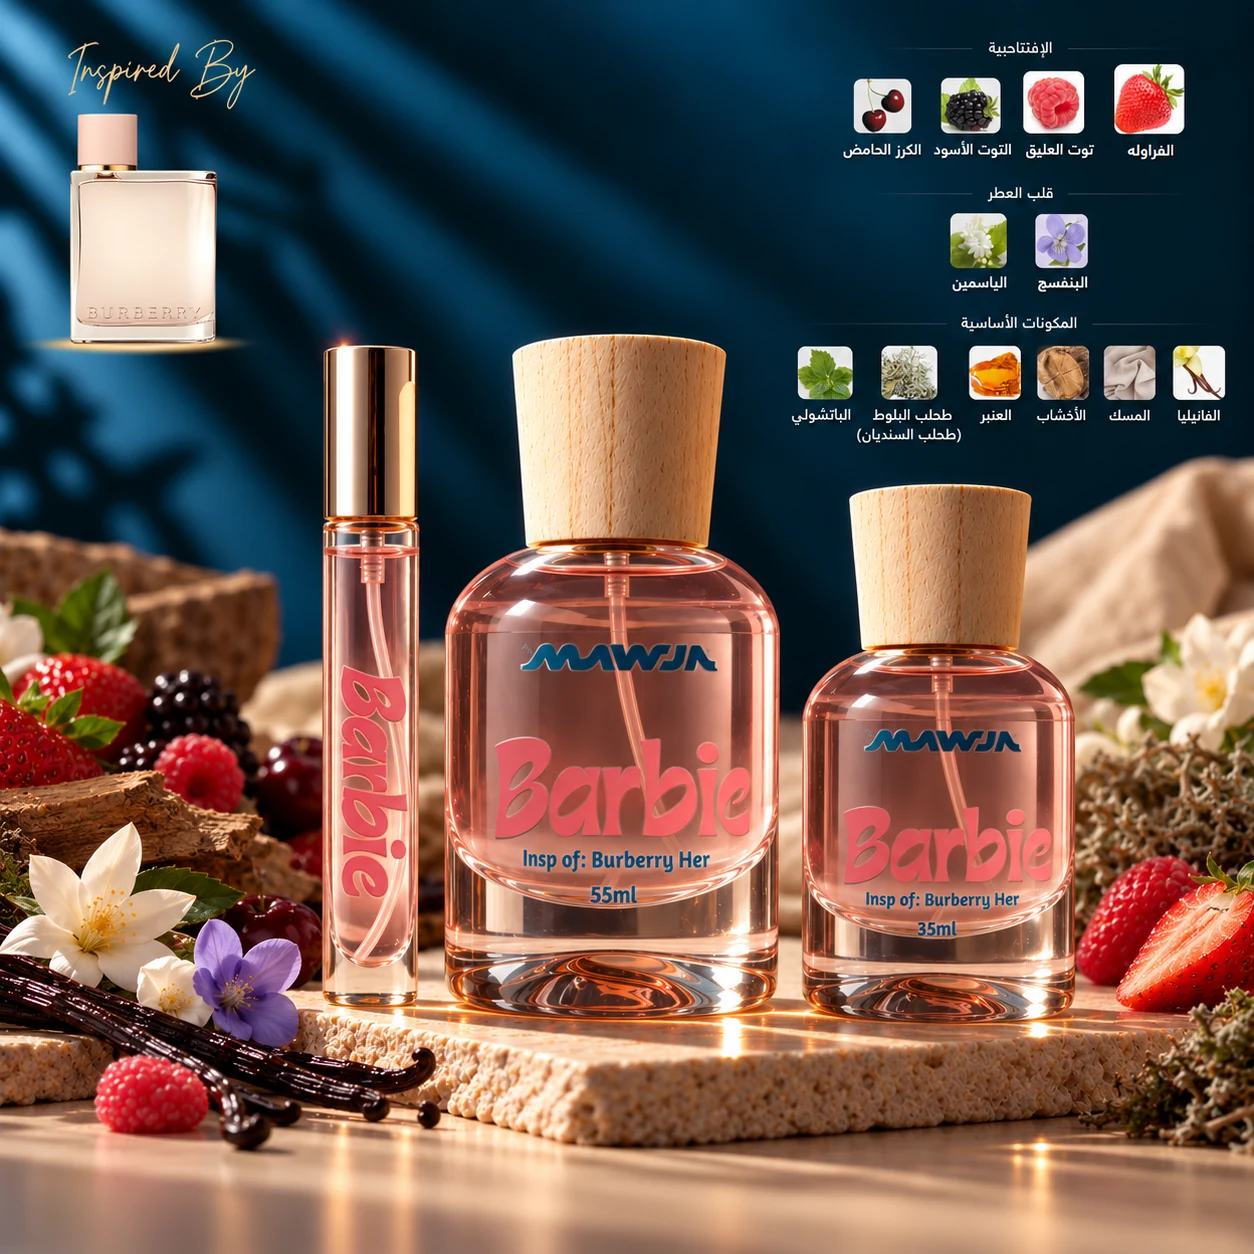 Inspired By
BURBERRY
الإفتتاحيية
الفراوله
توت العليق
التوت الأسود
الكرز الحامض
قلب العطر
البنفسج
الياسمين
المكونات الأساسية
الفانيليا
المسك
الأخشاب
العنبر
طحلب البلوط
(طحلب السنديان)
الباتشولي
Barbie
MAWJA
Barbie
Insp of: Burberry Her
55ml
MAWJA
Barbie
Insp of: Burberry Her
35ml